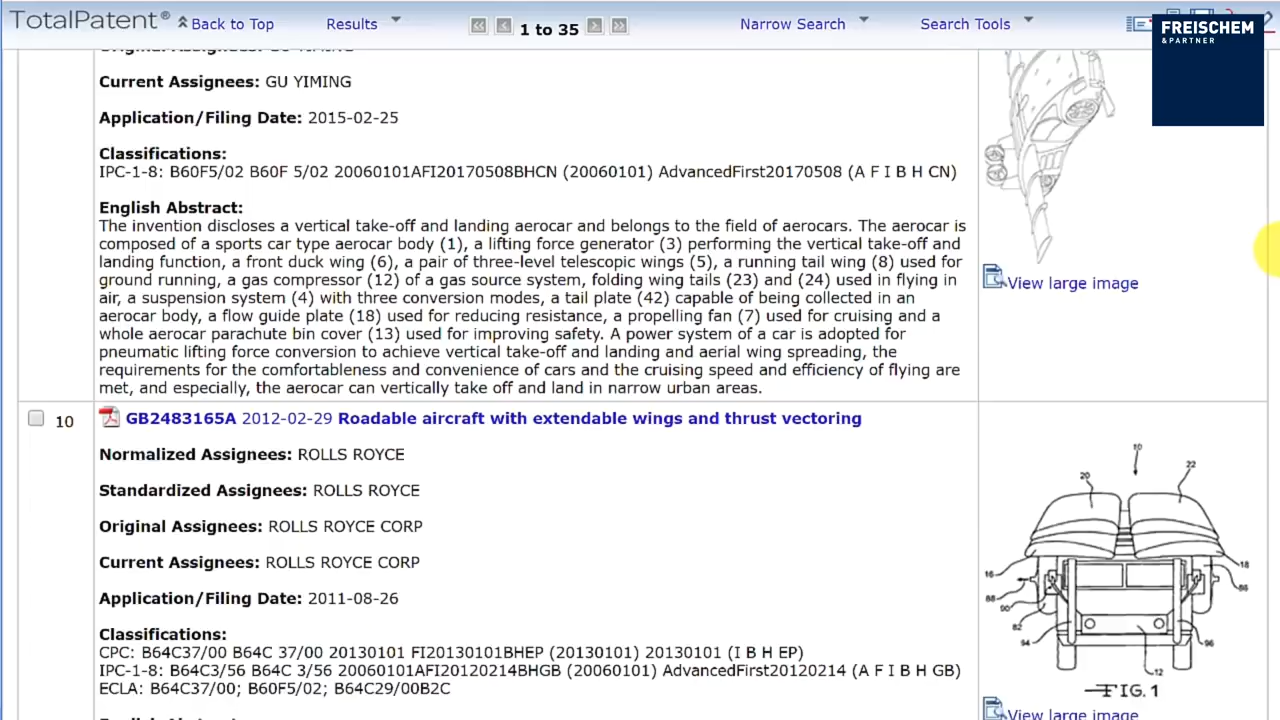 TotalPatent® Back to Top Results 1 to 35 Narrow Search Search Tools
FREISCHEM
& PARTNER
Current Assignees: GU YIMING
Application/Filing Date: 2015-02-25
Classifications:
IPC-1-8: B60F5/02 B60F 5/02 20060101AFI20170508BHCN (20060101) AdvancedFirst20170508 (A F I B H CN)
English Abstract:
The invention discloses a vertical take-off and landing aerocar and belongs to the field of aerocars. The aerocar is
composed of a sports car type aerocar body (1), a lifting force generator (3) performing the vertical take-off and
landing function, a front duck wing (6), a pair of three-level telescopic wings (5), a running tail wing (8) used for
ground running, a gas compressor (12) of a gas source system, folding wing tails (23) and (24) used in flying in
air, a suspension system (4) with three conversion modes, a tail plate (42) capable of being collected in an
aerocar body, a flow guide plate (18) used for reducing resistance, a propelling fan (7) used for cruising and a
whole aerocar parachute bin cover (13) used for improving safety. A power system of a car is adopted for
pneumatic lifting force conversion to achieve vertical take-off and landing and aerial wing spreading, the
requirements for the comfortableness and convenience of cars and the cruising speed and efficiency of flying are
met, and especially, the aerocar can vertically take off and land in narrow urban areas.
View large image
10 GB2483165A 2012-02-29 Roadable aircraft with extendable wings and thrust vectoring
Normalized Assignees: ROLLS ROYCE
Standardized Assignees: ROLLS ROYCE
Original Assignees: ROLLS ROYCE CORP
Current Assignees: ROLLS ROYCE CORP
Application/Filing Date: 2011-08-26
Classifications:
CPC: B64C37/00 B64C 37/00 20130101 FI20130101BHEP (20130101) 20130101 (I B H EP)
IPC-1-8: B64C3/56 B64C 3/56 20060101AFI20120214BHGB (20060101) AdvancedFirst20120214 (A F I B H GB)
ECLA: B64C37/00; B60F5/02; B64C29/00B2C
10
20 22
16 18
88 86
90
82
94 96
12
FIG. 1
View large image